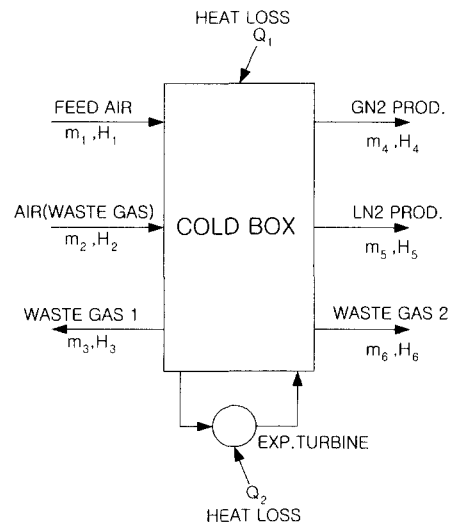 HEAT LOSS
Q1
FEED AIR
m1 ,H1
GN2 PROD.
m4 ,H4
AIR(WASTE GAS)
m2 ,H2
COLD BOX
LN2 PROD.
m5 ,H5
WASTE GAS 1
m3 ,H3
WASTE GAS 2
m6 ,H6
EXP.TURBINE
Q2
HEAT LOSS